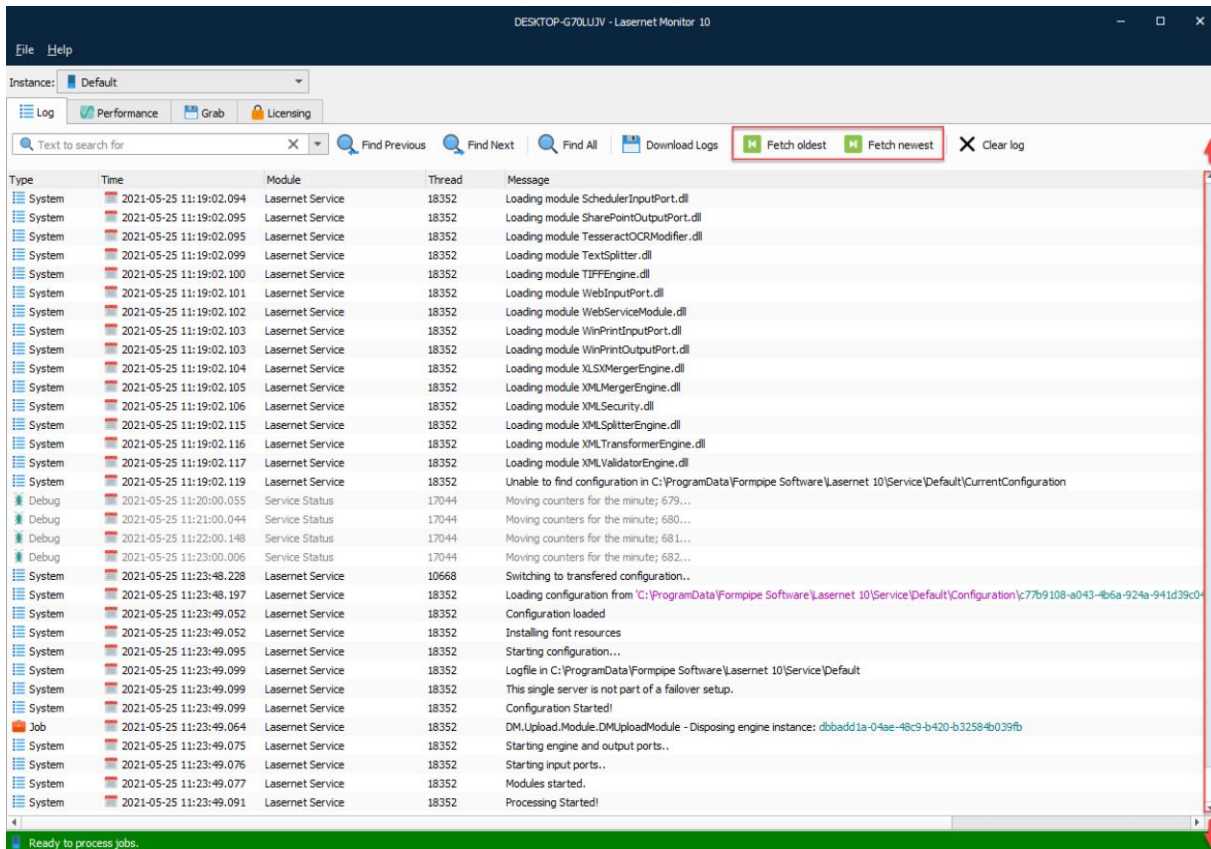 DESKTOP-G70LUJV - Lasernet Monitor 10
File Help
Instance: Default
Log Performance Grab Licensing
Text to search for Find Previous Find Next Find All Download Logs Fetch oldest Fetch newest Clear log
Type Time Module Thread Message
System 2021-05-25 11:19:02.094 Lasernet Service 18352 Loading module SchedulerInputPort.dll
System 2021-05-25 11:19:02.095 Lasernet Service 18352 Loading module SharePointOutputPort.dll
System 2021-05-25 11:19:02.095 Lasernet Service 18352 Loading module TesseractOCRModifier.dll
System 2021-05-25 11:19:02.099 Lasernet Service 18352 Loading module TextSplitter.dll
System 2021-05-25 11:19:02.100 Lasernet Service 18352 Loading module TIFFEngine.dll
System 2021-05-25 11:19:02.101 Lasernet Service 18352 Loading module WebInputPort.dll
System 2021-05-25 11:19:02.102 Lasernet Service 18352 Loading module WebServiceModule.dll
System 2021-05-25 11:19:02.103 Lasernet Service 18352 Loading module WinPrintInputPort.dll
System 2021-05-25 11:19:02.103 Lasernet Service 18352 Loading module WinPrintOutputPort.dll
System 2021-05-25 11:19:02.104 Lasernet Service 18352 Loading module XLSXMergerEngine.dll
System 2021-05-25 11:19:02.105 Lasernet Service 18352 Loading module XMLMergerEngine.dll
System 2021-05-25 11:19:02.106 Lasernet Service 18352 Loading module XMLSecurity.dll
System 2021-05-25 11:19:02.115 Lasernet Service 18352 Loading module XMLSplitterEngine.dll
System 2021-05-25 11:19:02.116 Lasernet Service 18352 Loading module XMLTransformerEngine.dll
System 2021-05-25 11:19:02.117 Lasernet Service 18352 Loading module XMLValidatorEngine.dll
System 2021-05-25 11:19:02.119 Lasernet Service 18352 Unable to find configuration in C:\ProgramData\Formpipe Software\Lasernet 10\Service\Default\CurrentConfiguration
Debug 2021-05-25 11:20:00.055 Service Status 17044 Moving counters for the minute; 679...
Debug 2021-05-25 11:21:00.044 Service Status 17044 Moving counters for the minute; 680...
Debug 2021-05-25 11:22:00.148 Service Status 17044 Moving counters for the minute; 681...
Debug 2021-05-25 11:23:00.006 Service Status 17044 Moving counters for the minute; 682...
System 2021-05-25 11:23:48.228 Lasernet Service 10668 Switching to transfered configuration..
System 2021-05-25 11:23:48.197 Lasernet Service 18352 Loading configuration from 'C:\ProgramData\Formpipe Software\Lasernet 10\Service\Default\Configuration\c77b9108-a043-4b6a-924a-941d39c04
System 2021-05-25 11:23:49.052 Lasernet Service 18352 Configuration loaded
System 2021-05-25 11:23:49.052 Lasernet Service 18352 Installing font resources
System 2021-05-25 11:23:49.095 Lasernet Service 18352 Starting configuration...
System 2021-05-25 11:23:49.099 Lasernet Service 18352 Logfile in C:\ProgramData\Formpipe Software\Lasernet 10\Service\Default
System 2021-05-25 11:23:49.099 Lasernet Service 18352 This single server is not part of a failover setup.
System 2021-05-25 11:23:49.099 Lasernet Service 18352 Configuration Started!
Job 2021-05-25 11:23:49.064 Lasernet Service 18352 DM.Upload.Module.DMUploadModule - Disposing engine instance: dbbadd1a-04ae-48c9-b420-b32584b039fb
System 2021-05-25 11:23:49.075 Lasernet Service 18352 Starting engine and output ports..
System 2021-05-25 11:23:49.076 Lasernet Service 18352 Starting input ports..
System 2021-05-25 11:23:49.077 Lasernet Service 18352 Modules started.
System 2021-05-25 11:23:49.091 Lasernet Service 18352 Processing Started!
Ready to process jobs.